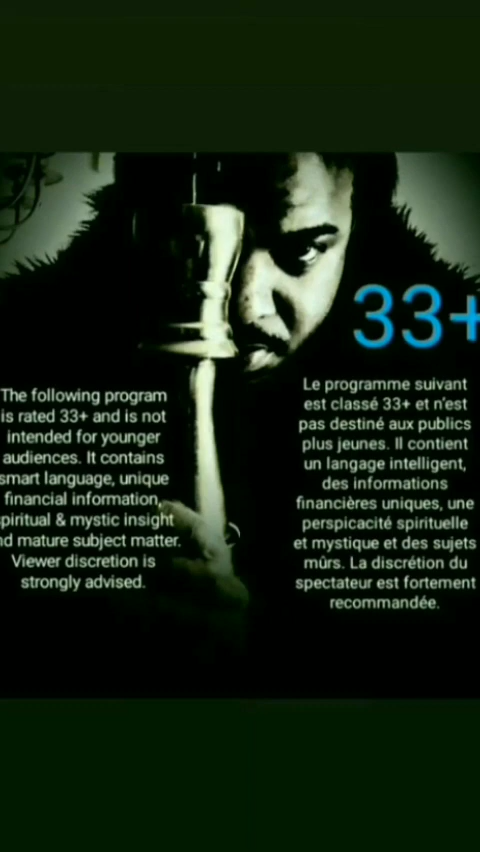 33+
The following program
is rated 33+ and is not
intended for younger
audiences. It contains
smart language, unique
financial information,
spiritual & mystic insight
nd mature subject matter.
Viewer discretion is
strongly advised.
Le programme suivant
est classé 33+ et n'est
pas destiné aux publics
plus jeunes. Il contient
un langage intelligent,
des informations
financières uniques, une
perspicacité spirituelle
et mystique et des sujets
mûrs. La discrétion du
spectateur est fortement
recommandée.